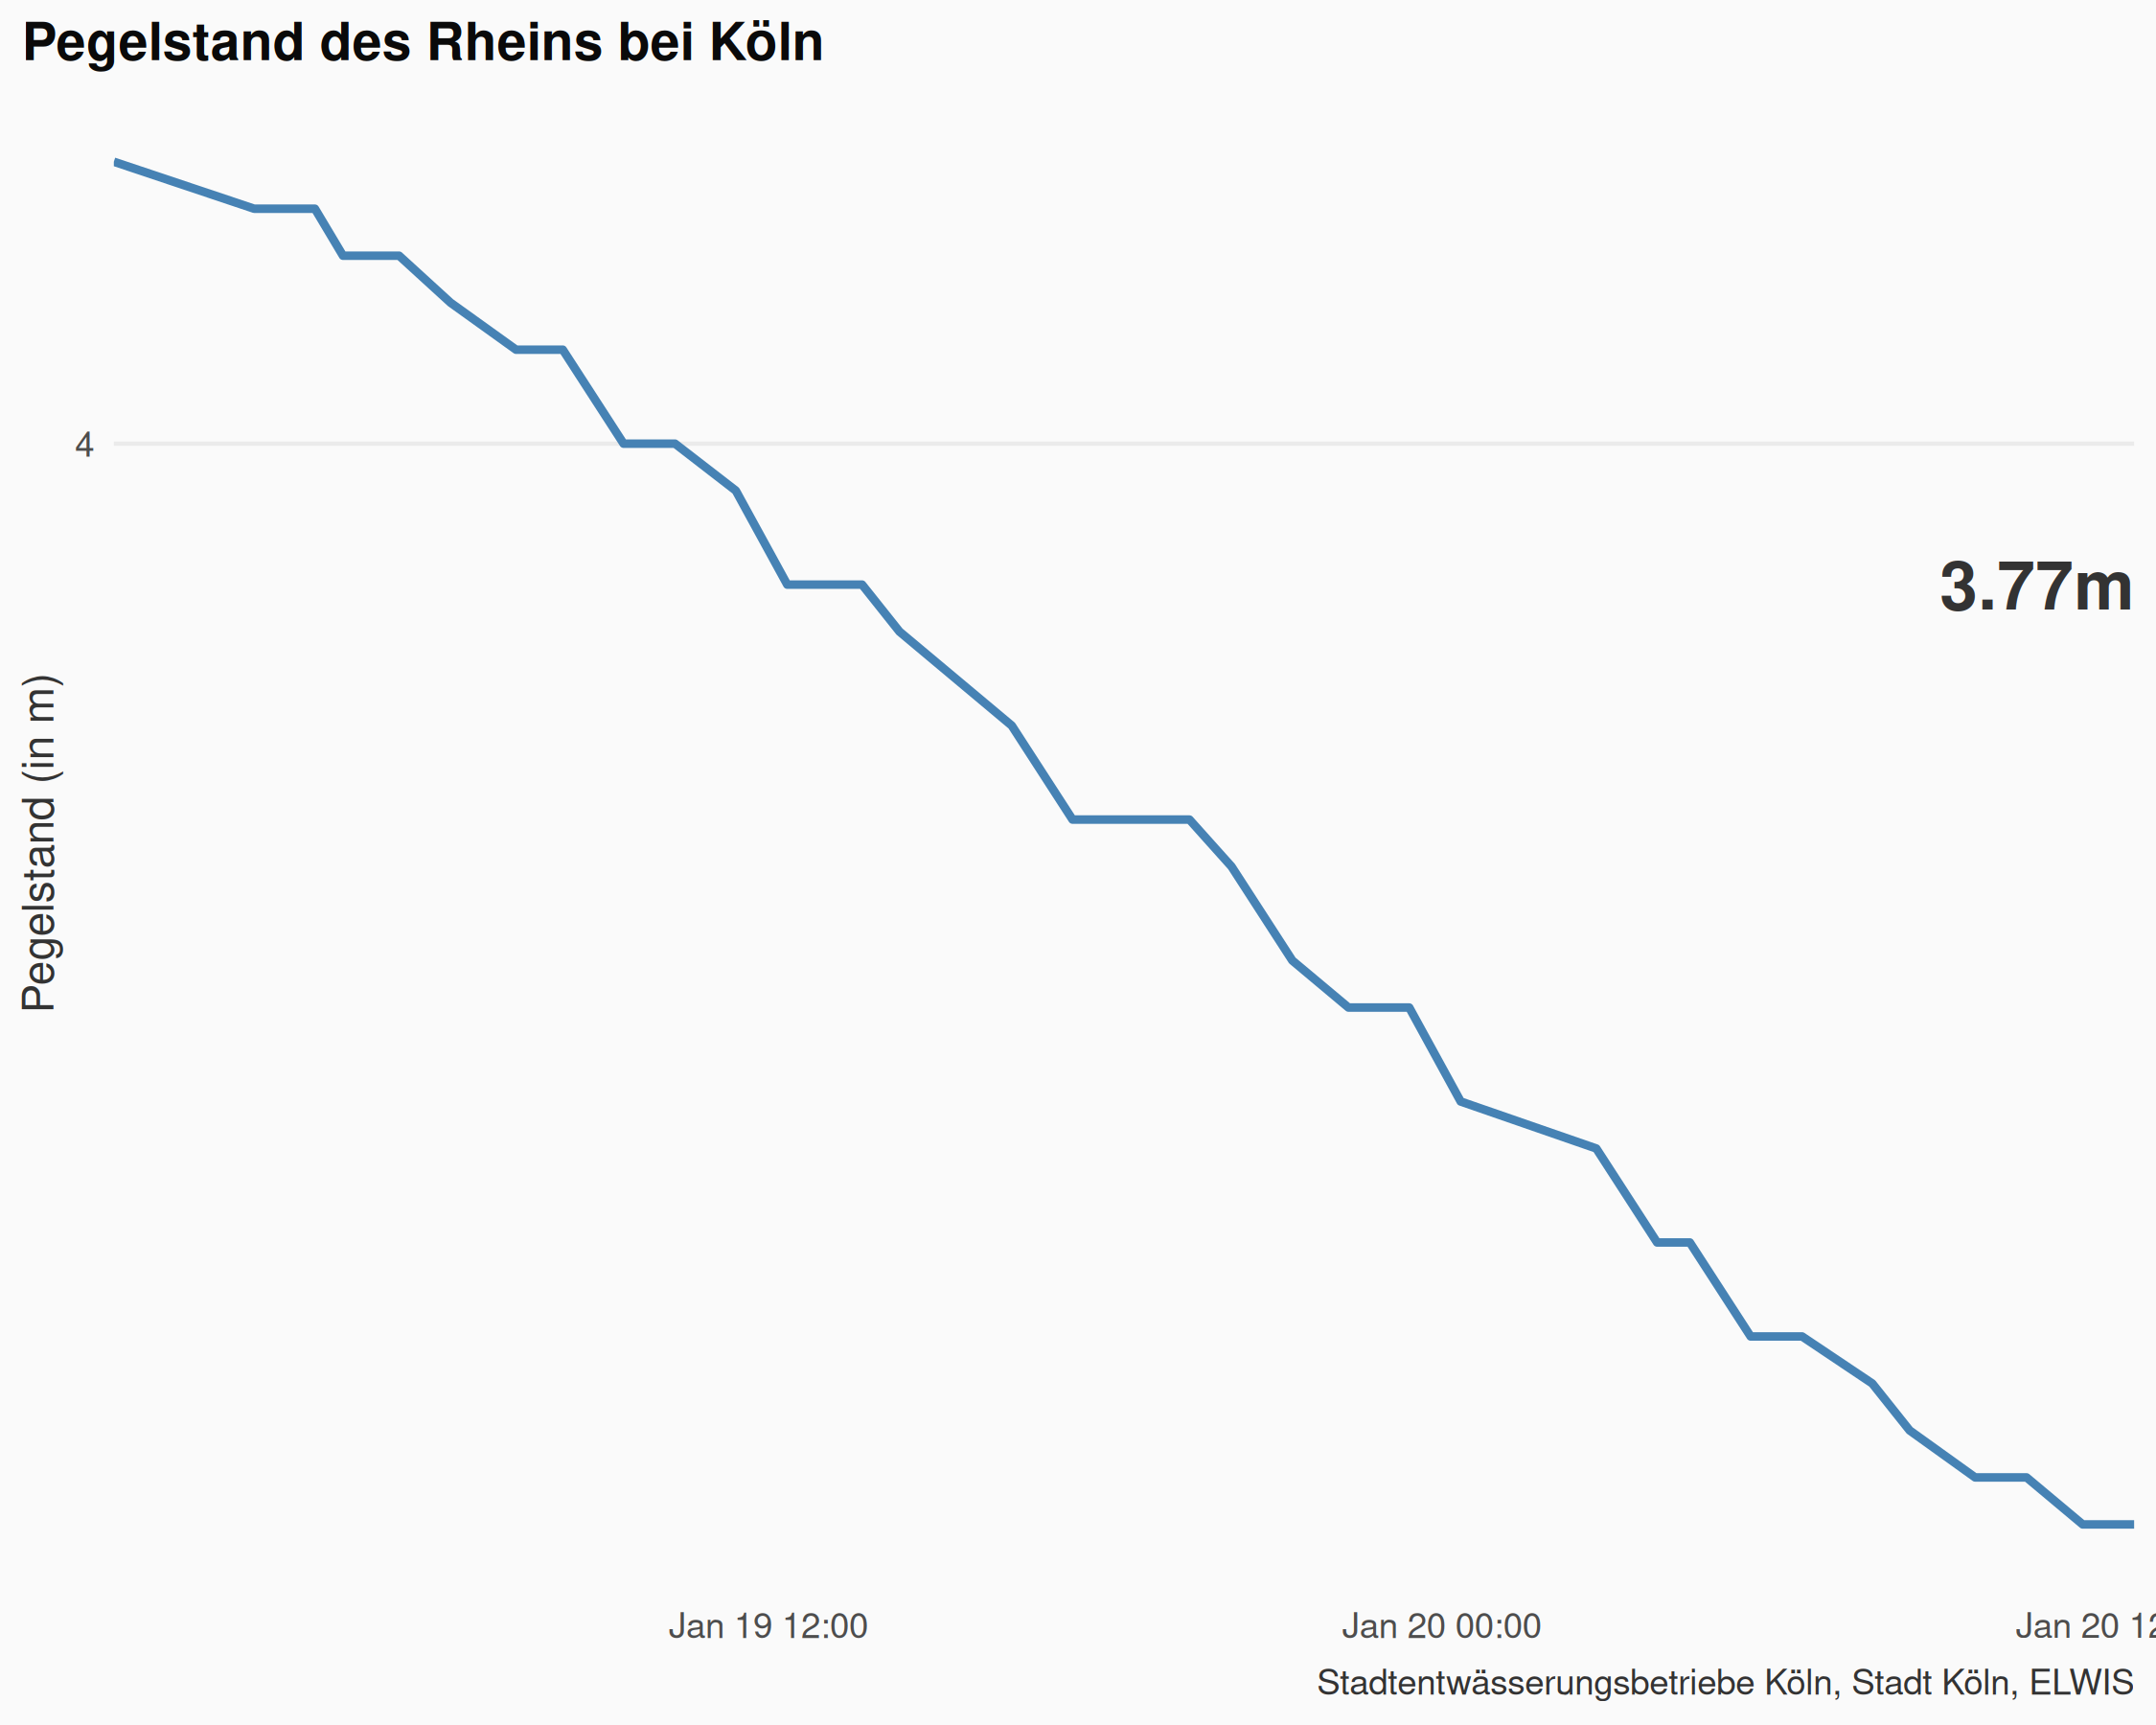 Pegelstand des Rheins bei Köln
4
3.77m
Pegelstand (in m)
Jan 19 12:00
Jan 20 00:00
Jan 20 12
Stadtentwässerungsbetriebe Köln, Stadt Köln, ELWIS